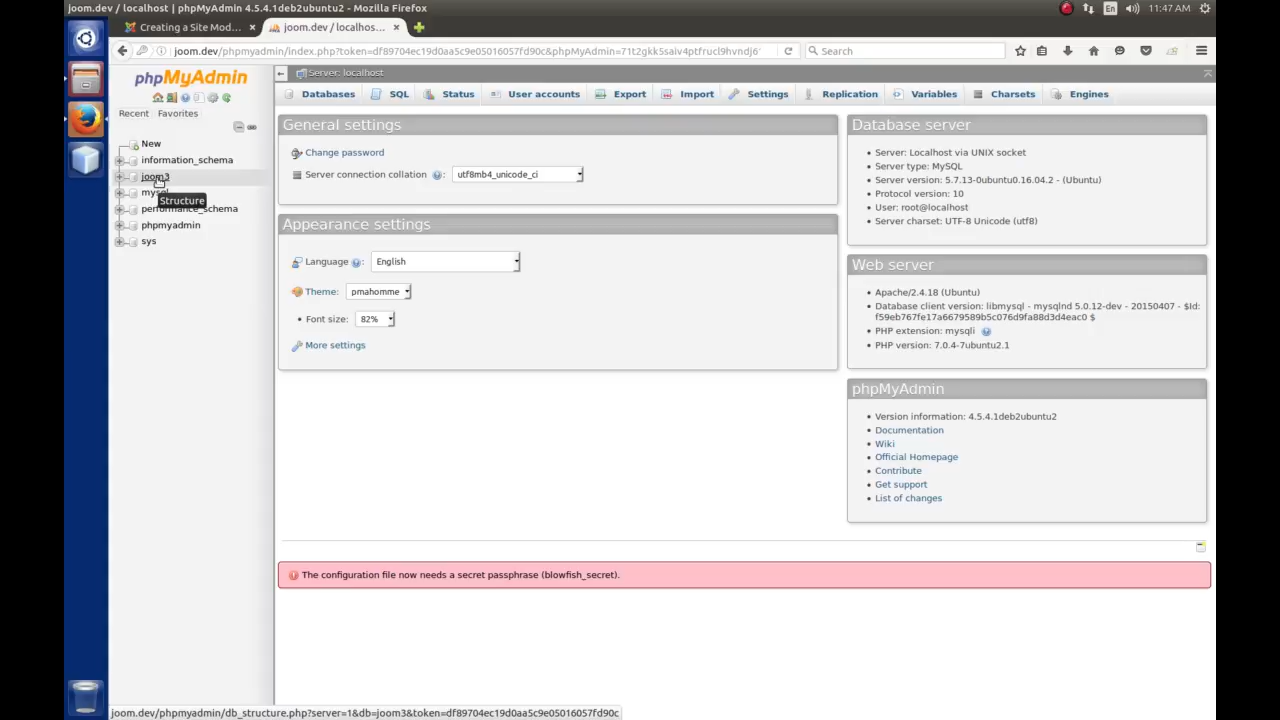 joom.dev / localhost | phpMyAdmin 4.5.4.1deb2ubuntu2 - Mozilla Firefox
En
11:47 AM
Creating a Site Mod...
joom.dev / localhos...
joom.dev/phpmyadmin/index.php?token=df89704ec19d0aa5c9e05016057fd90c&phpMyAdmin=71t2gkk5saiv4ptfrucl9hvndj6
Search
phpMyAdmin
Recent
Favorites
New
information_schema
joom3
mysql
Structure
performance_schema
phpmyadmin
sys
Server: localhost
Databases
SQL
Status
User accounts
Export
Import
Settings
Replication
Variables
Charsets
Engines
General settings
Change password
Server connection collation
utf8mb4_unicode_ci
Appearance settings
Language
English
Theme:
pmahomme
Font size:
82%
More settings
Database server
Server: Localhost via UNIX socket
Server type: MySQL
Server version: 5.7.13-0ubuntu0.16.04.2 - (Ubuntu)
Protocol version: 10
User: root@localhost
Server charset: UTF-8 Unicode (utf8)
Web server
Apache/2.4.18 (Ubuntu)
Database client version: libmysql - mysqlnd 5.0.12-dev - 20150407 - $Id:
f59eb767fe17a6679589b5c076d9fa88d3d4eac0 $
PHP extension: mysqli
PHP version: 7.0.4-7ubuntu2.1
phpMyAdmin
Version information: 4.5.4.1deb2ubuntu2
Documentation
Wiki
Official Homepage
Contribute
Get support
List of changes
The configuration file now needs a secret passphrase (blowfish_secret).
joom.dev/phpmyadmin/db_structure.php?server=1&db=joom3&token=df89704ec19d0aa5c9e05016057fd90c